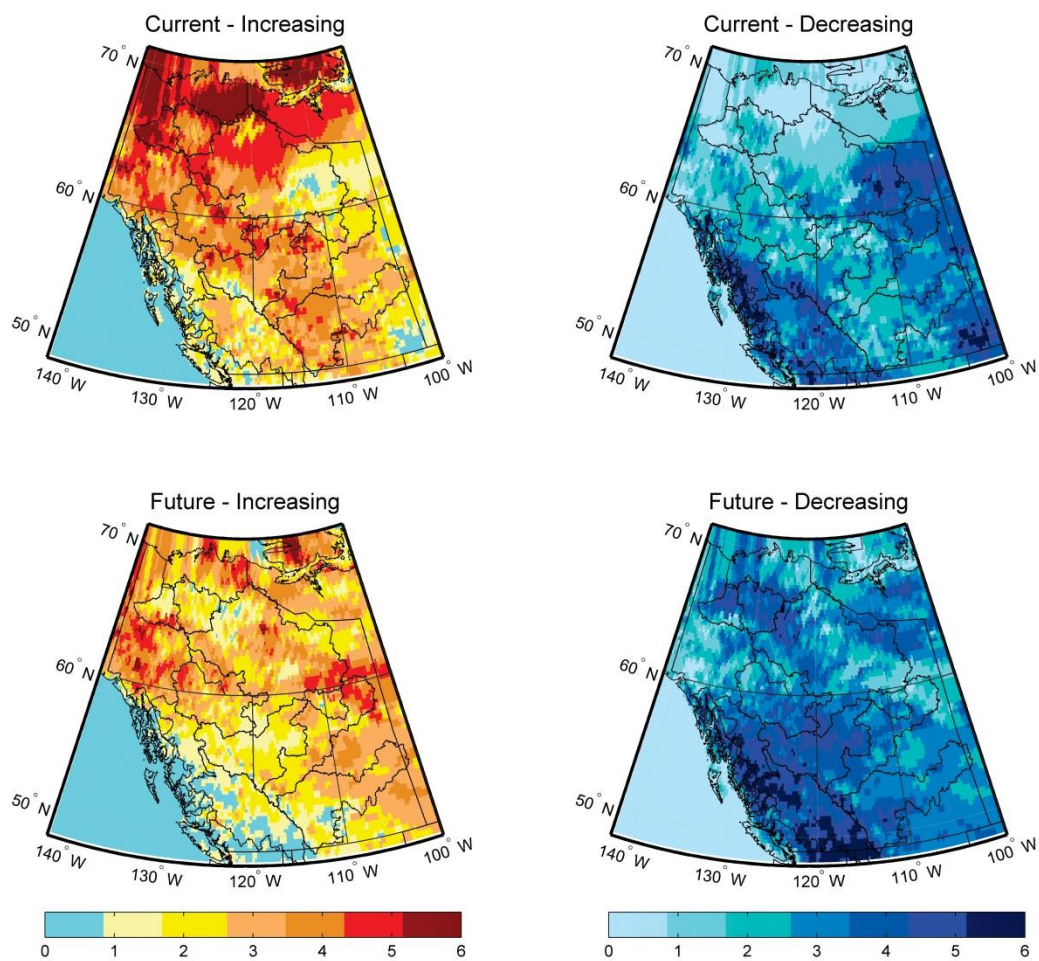 Current - Increasing
70° N
60° N
50° N
140° W
130° W
120° W
110° W
100° W
Current - Decreasing
70° N
60° N
50° N
140° W
130° W
120° W
110° W
100° W
Future - Increasing
70° N
60° N
50° N
140° W
130° W
120° W
110° W
100° W
Future - Decreasing
70° N
60° N
50° N
140° W
130° W
120° W
110° W
100° W
0 1 2 3 4 5 6
0 1 2 3 4 5 6